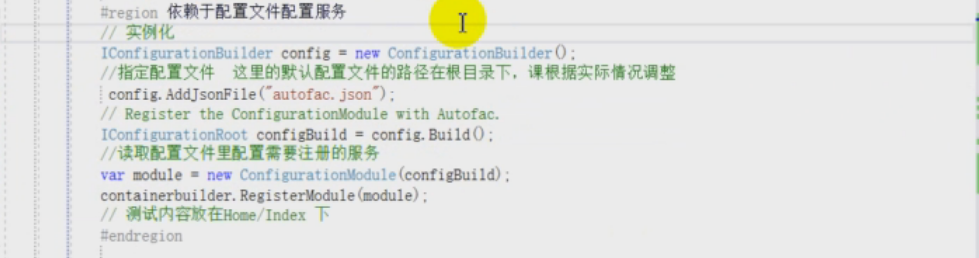 #region 依赖于配置文件配置服务
// 实例化
IConfigurationBuilder config = new ConfigurationBuilder();
//指定配置文件  这里的默认配置文件的路径在根目录下，课根据实际情况调整
config.AddJsonFile("autofac.json");
// Register the ConfigurationModule with Autofac.
IConfigurationRoot configBuild = config.Build();
//读取配置文件里配置需要注册的服务
var module = new ConfigurationModule(configBuild);
containerbuilder.RegisterModule(module);
// 测试内容放在Home/Index 下
#endregion